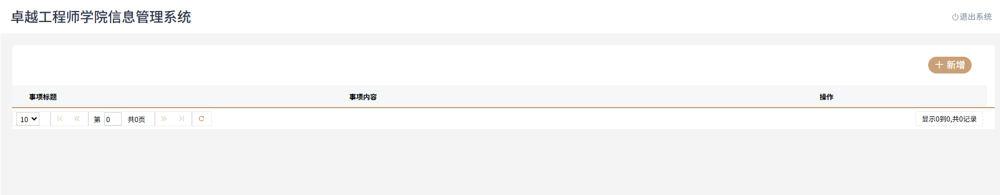 卓越工程师学院信息管理系统
退出系统
新增
事项标题 事项内容 操作
10 第 0 共0页 显示0到0,共0记录